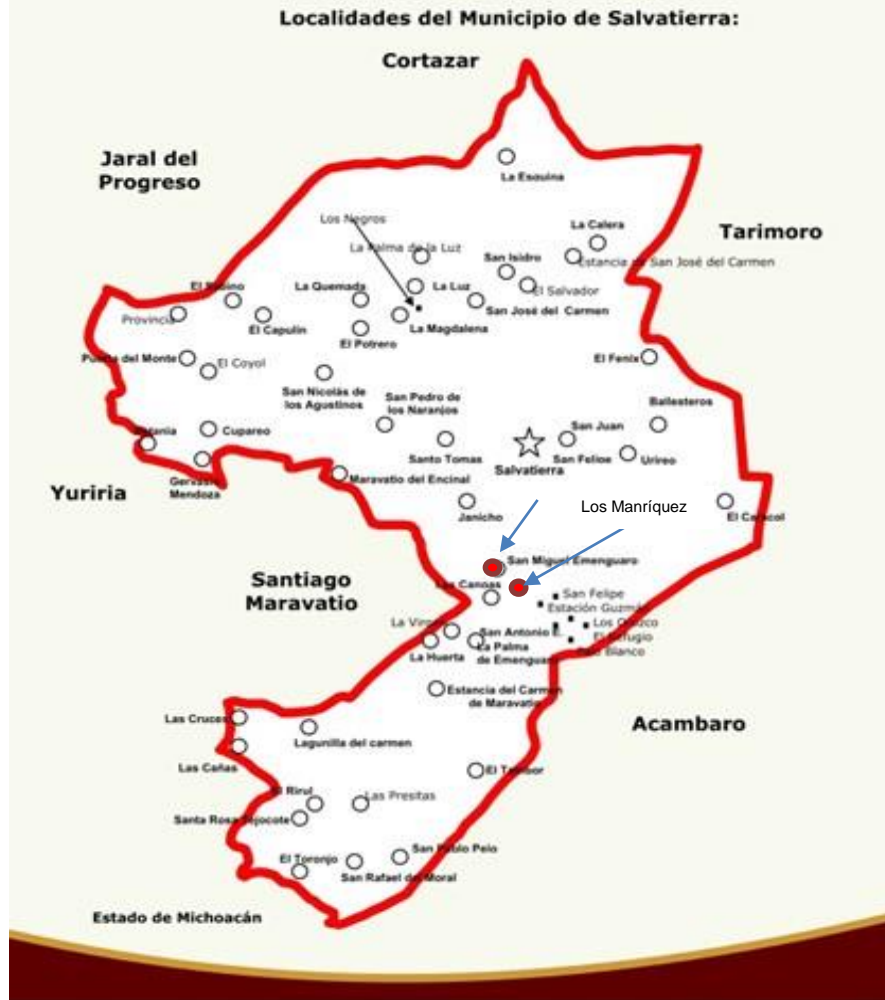 Localidades del Municipio de Salvatierra:
Cortazar
Jaral del
Progreso
La Esquina
Los Negros
La Calera
Tarimoro
La Palma de la Luz
San Isidro
Estancia de San José del Carmen
El Sabino
La Quemada
La Luz
El Salvador
Provincia
San José del Carmen
El Capulin
La Magdalena
El Potrero
Puerta del Monte
El Coyol
El Fenix
San Nicolás de
los Agustinos
San Pedro de
los Naranjos
Ballesteros
San Juan
Cupareo
Santo Tomas
Salvatierra
San Felipe
Urireo
Gervasio
Mendoza
Maravatio del Encinal
Yuriria
Janicho
Los Manríquez
El Caracol
San Miguel Emenguaro
Santiago
Maravatio
Las Canoas
San Felipe
Estación Guzmán
La Virgen
San Antonio E.
Los Orozco
El Refugio
Palo Blanco
La Huerta
La Palma
de Emenguaro
Estancia del Carmen
de Maravatio
Las Cruces
Acambaro
Lagunilla del carmen
Las Cañas
El Tambor
Las Presitas
Santa Rosa Tejocote
San Pablo Pejo
El Toronjo
San Rafael del Moral
Estado de Michoacán